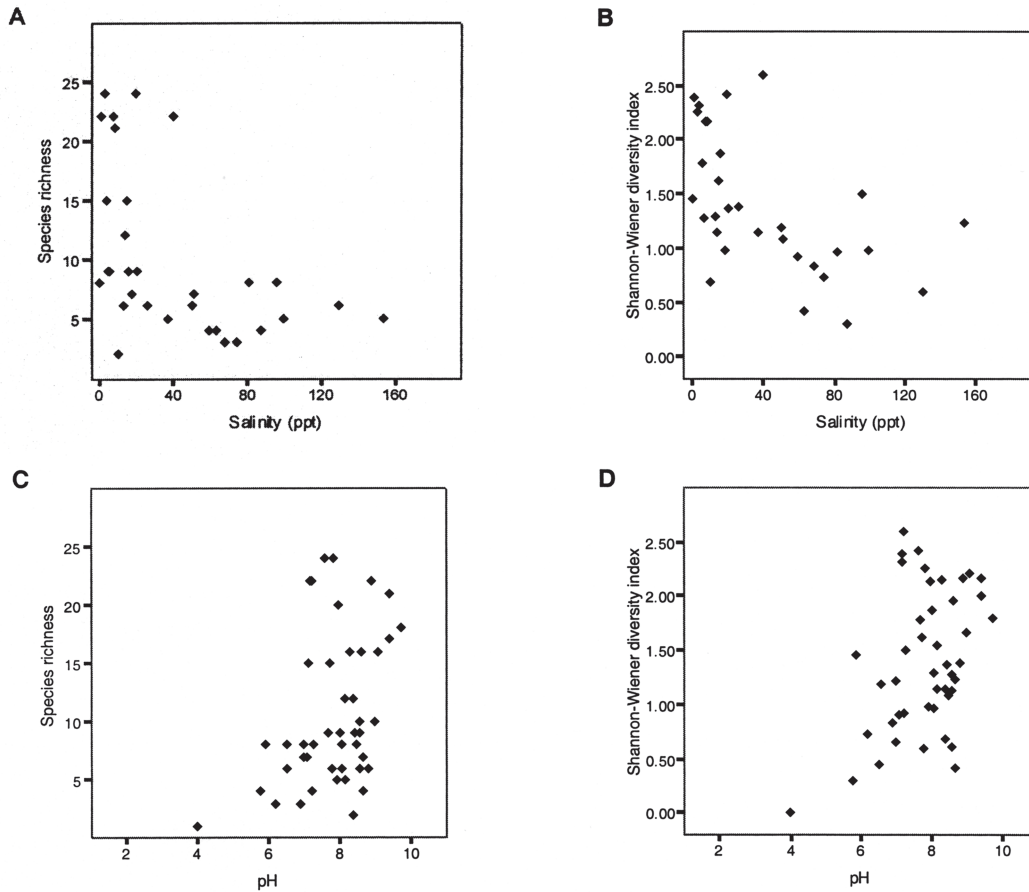 A
Species richness
25
20
15
10
5
0 40 80 120 160
Salinity (ppt)
B
Shannon-Wiener diversity index
2.50
2.00
1.50
1.00
0.50
0.00
0 40 80 120 160
Salinity (ppt)
C
Species richness
25
20
15
10
5
2 4 6 8 10
pH
D
Shannon-Wiener diversity index
2.50
2.00
1.50
1.00
0.50
0.00
2 4 6 8 10
pH